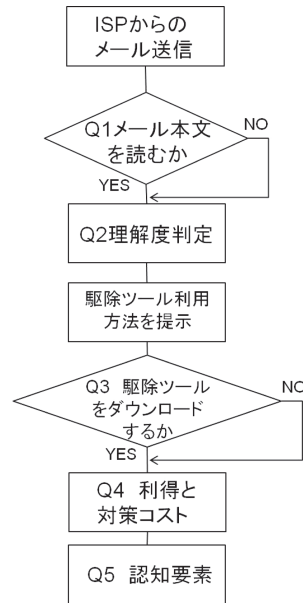 ISPからの
メール送信
Q1メール本文
を読むか
NO
YES
Q2理解度判定
駆除ツール利用
方法を提示
Q3 駆除ツール
をダウンロード
するか
NO
YES
Q4 利得と
対策コスト
Q5 認知要素